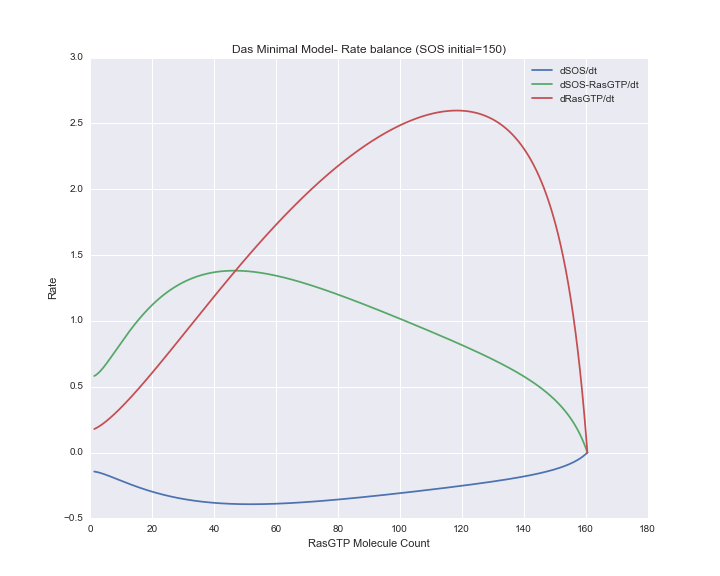 Das Minimal Model- Rate balance (SOS initial=150)
3.0
2.5
2.0
1.5
1.0
0.5
0.0
−0.5
Rate
dSOS/dt
dSOS-RasGTP/dt
dRasGTP/dt
0 20 40 60 80 100 120 140 160 180
RasGTP Molecule Count